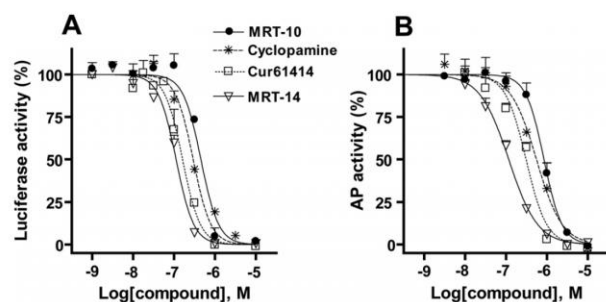 A
MRT-10
Cyclopamine
Cur61414
MRT-14
Luciferase activity (%)
100
75
50
25
0
-9 -8 -7 -6 -5
Log[compound], M
B
AP activity (%)
100
75
50
25
0
-9 -8 -7 -6 -5
Log[compound], M